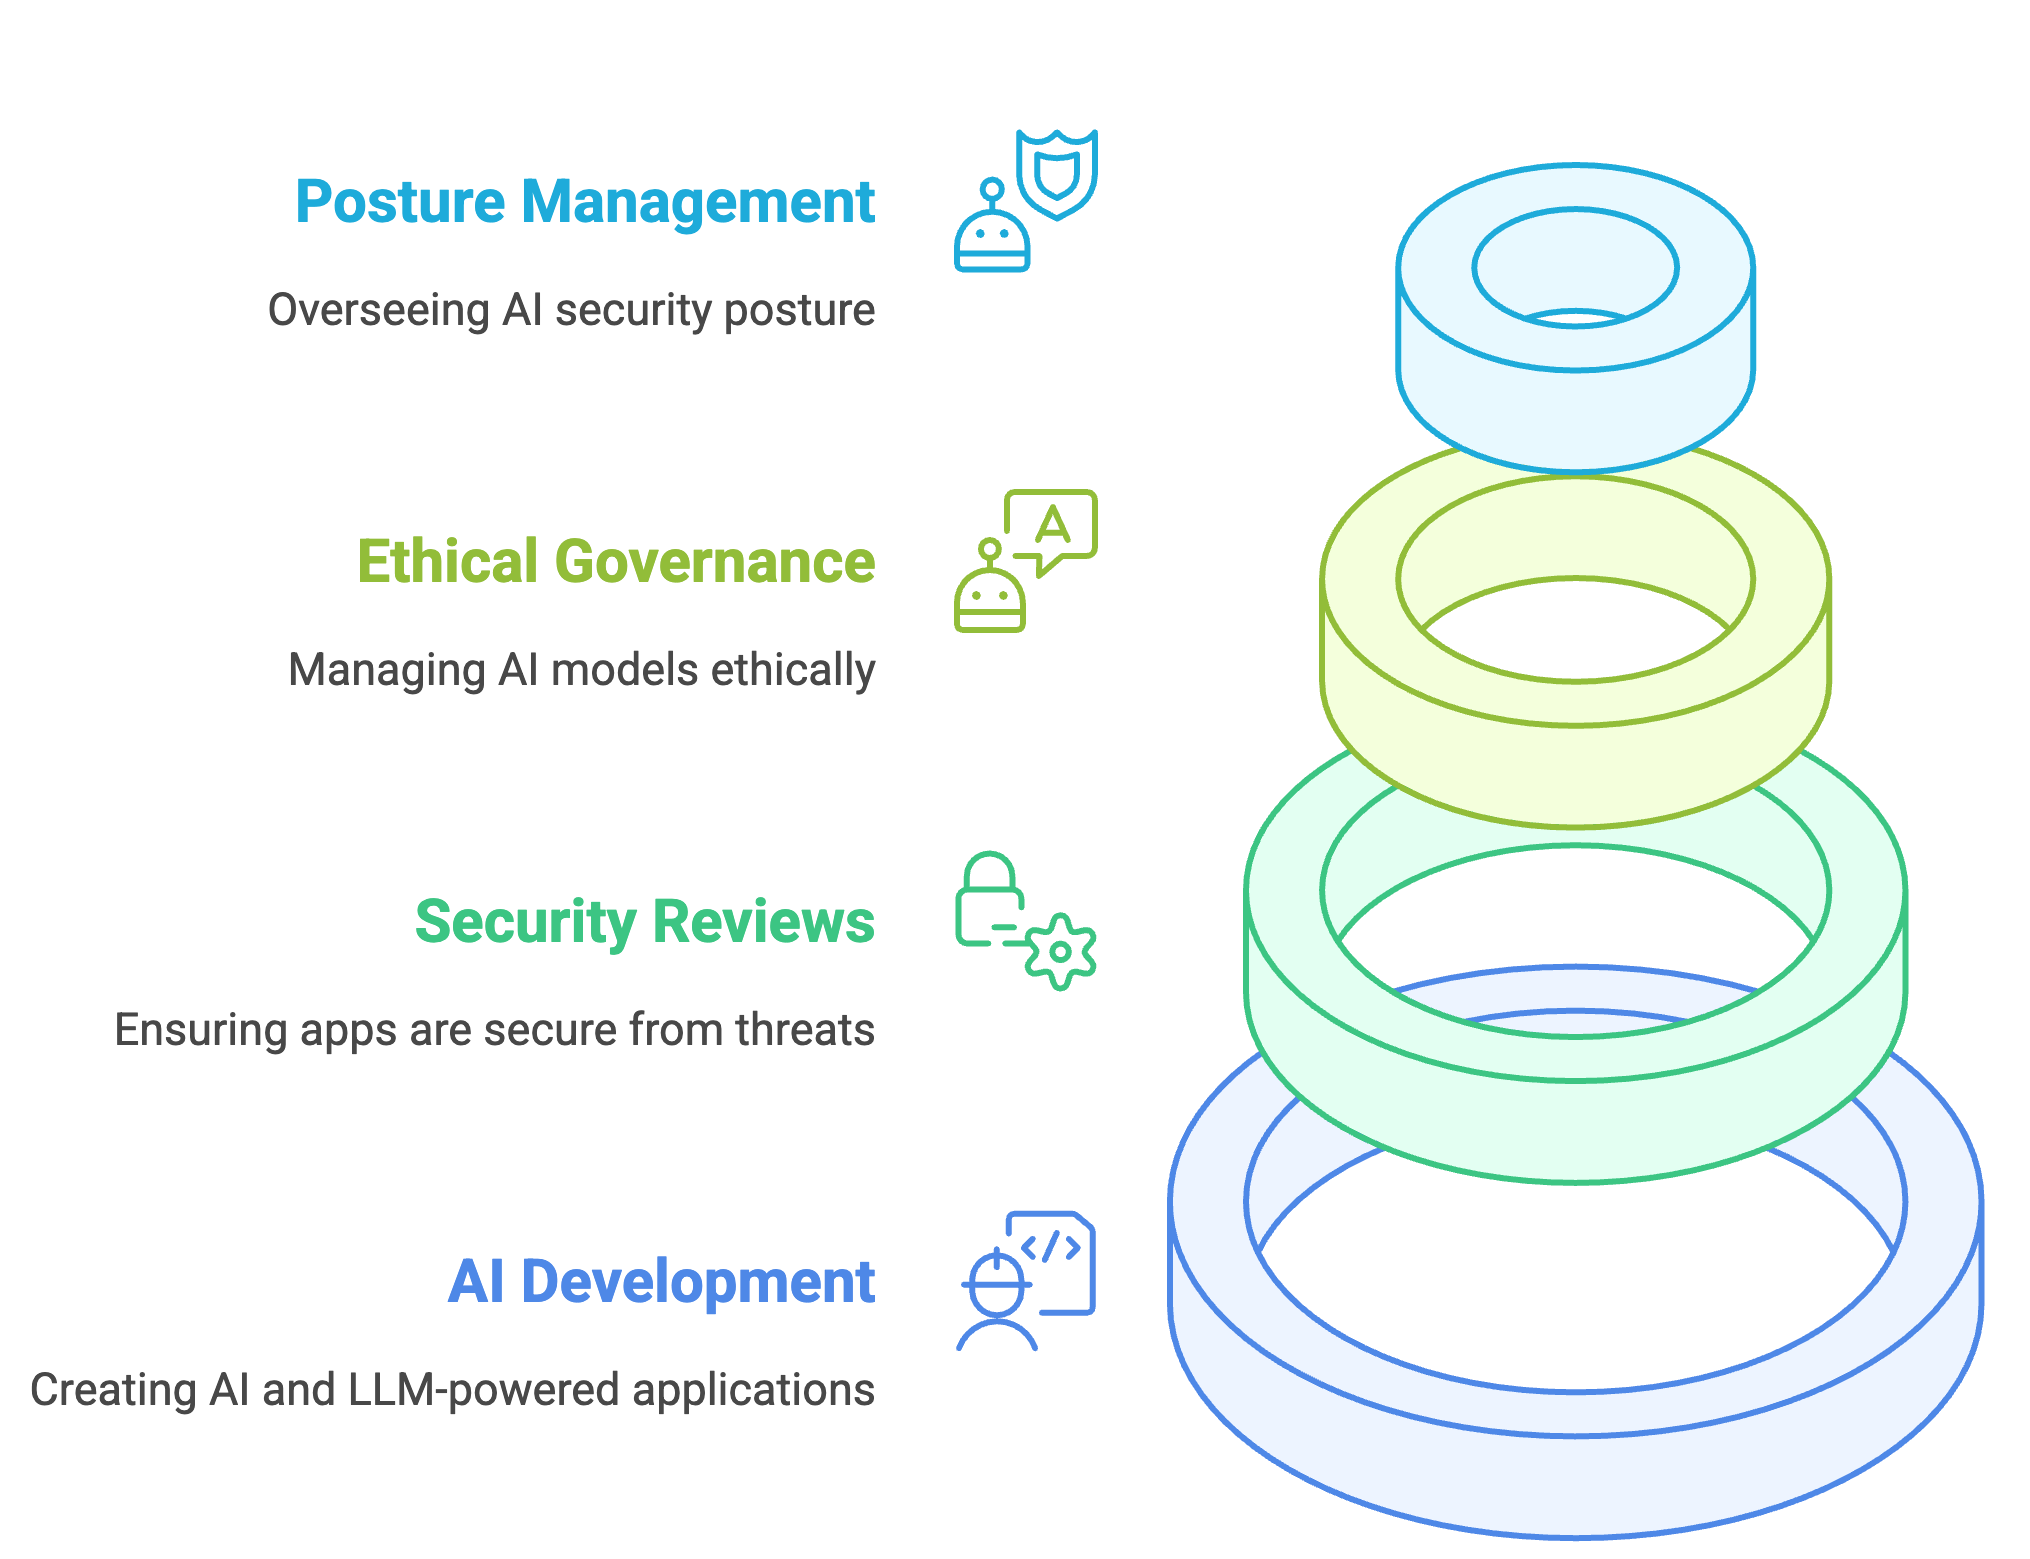 Posture Management
Overseeing AI security posture
A
Ethical Governance
Managing AI models ethically
Security Reviews
Ensuring apps are secure from threats
</>
AI Development
Creating AI and LLM-powered applications